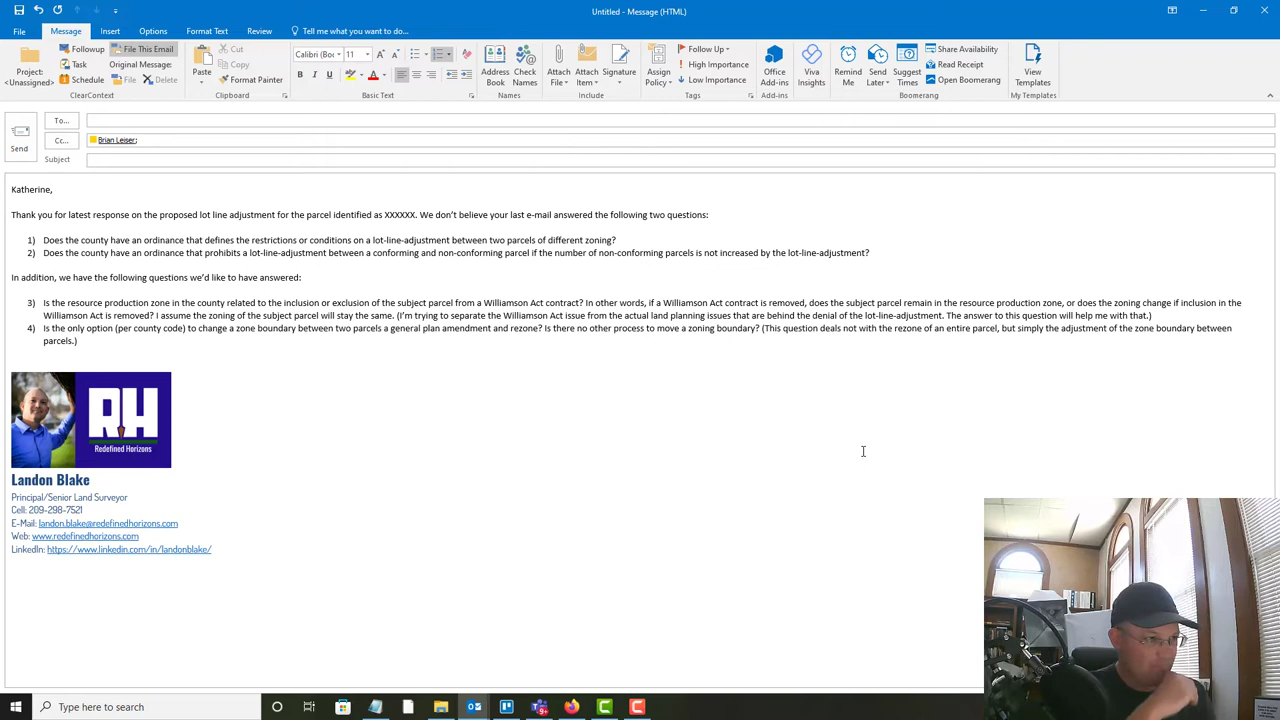 Untitled - Message (HTML)
File Message Insert Options Format Text Review Tell me what you want to do...
Project: <Unassigned>
Followup
Task
Schedule
File This Email
Original Message:
File Delete
ClearContext
Paste
Cut
Copy
Format Painter
Clipboard
Calibri (Bo 11
B I U
Basic Text
Address Book
Check Names
Names
Attach File
Attach Item
Signature
Include
Assign Policy
Follow Up
High Importance
Low Importance
Tags
Office Add-ins
Add-ins
Viva Insights
Remind Me
Send Later
Suggest Times
Share Availability
Read Receipt
Open Boomerang
Boomerang
View Templates
My Templates
Send
To...
Cc... Brian Leiser;
Subject
Katherine,
Thank you for latest response on the proposed lot line adjustment for the parcel identified as XXXXXX. We don’t believe your last e-mail answered the following two questions:
1) Does the county have an ordinance that defines the restrictions or conditions on a lot-line-adjustment between two parcels of different zoning?
2) Does the county have an ordinance that prohibits a lot-line-adjustment between a conforming and non-conforming parcel if the number of non-conforming parcels is not increased by the lot-line-adjustment?
In addition, we have the following questions we’d like to have answered:
3) Is the resource production zone in the county related to the inclusion or exclusion of the subject parcel from a Williamson Act contract? In other words, if a Williamson Act contract is removed, does the subject parcel remain in the resource production zone, or does the zoning change if inclusion in the
Williamson Act is removed? I assume the zoning of the subject parcel will stay the same. (I’m trying to separate the Williamson Act issue from the actual land planning issues that are behind the denial of the lot-line-adjustment. The answer to this question will help me with that.)
4) Is the only option (per county code) to change a zone boundary between two parcels a general plan amendment and rezone? Is there no other process to move a zoning boundary? (This question deals not with the rezone of an entire parcel, but simply the adjustment of the zone boundary between
parcels.)
RH
Redefined Horizons
Landon Blake
Principal/Senior Land Surveyor
Cell: 209-298-7521
E-Mail: landon.blake@redefinedhorizons.com
Web: www.redefinedhorizons.com
LinkedIn: https://www.linkedin.com/in/landonblake/
Type here to search